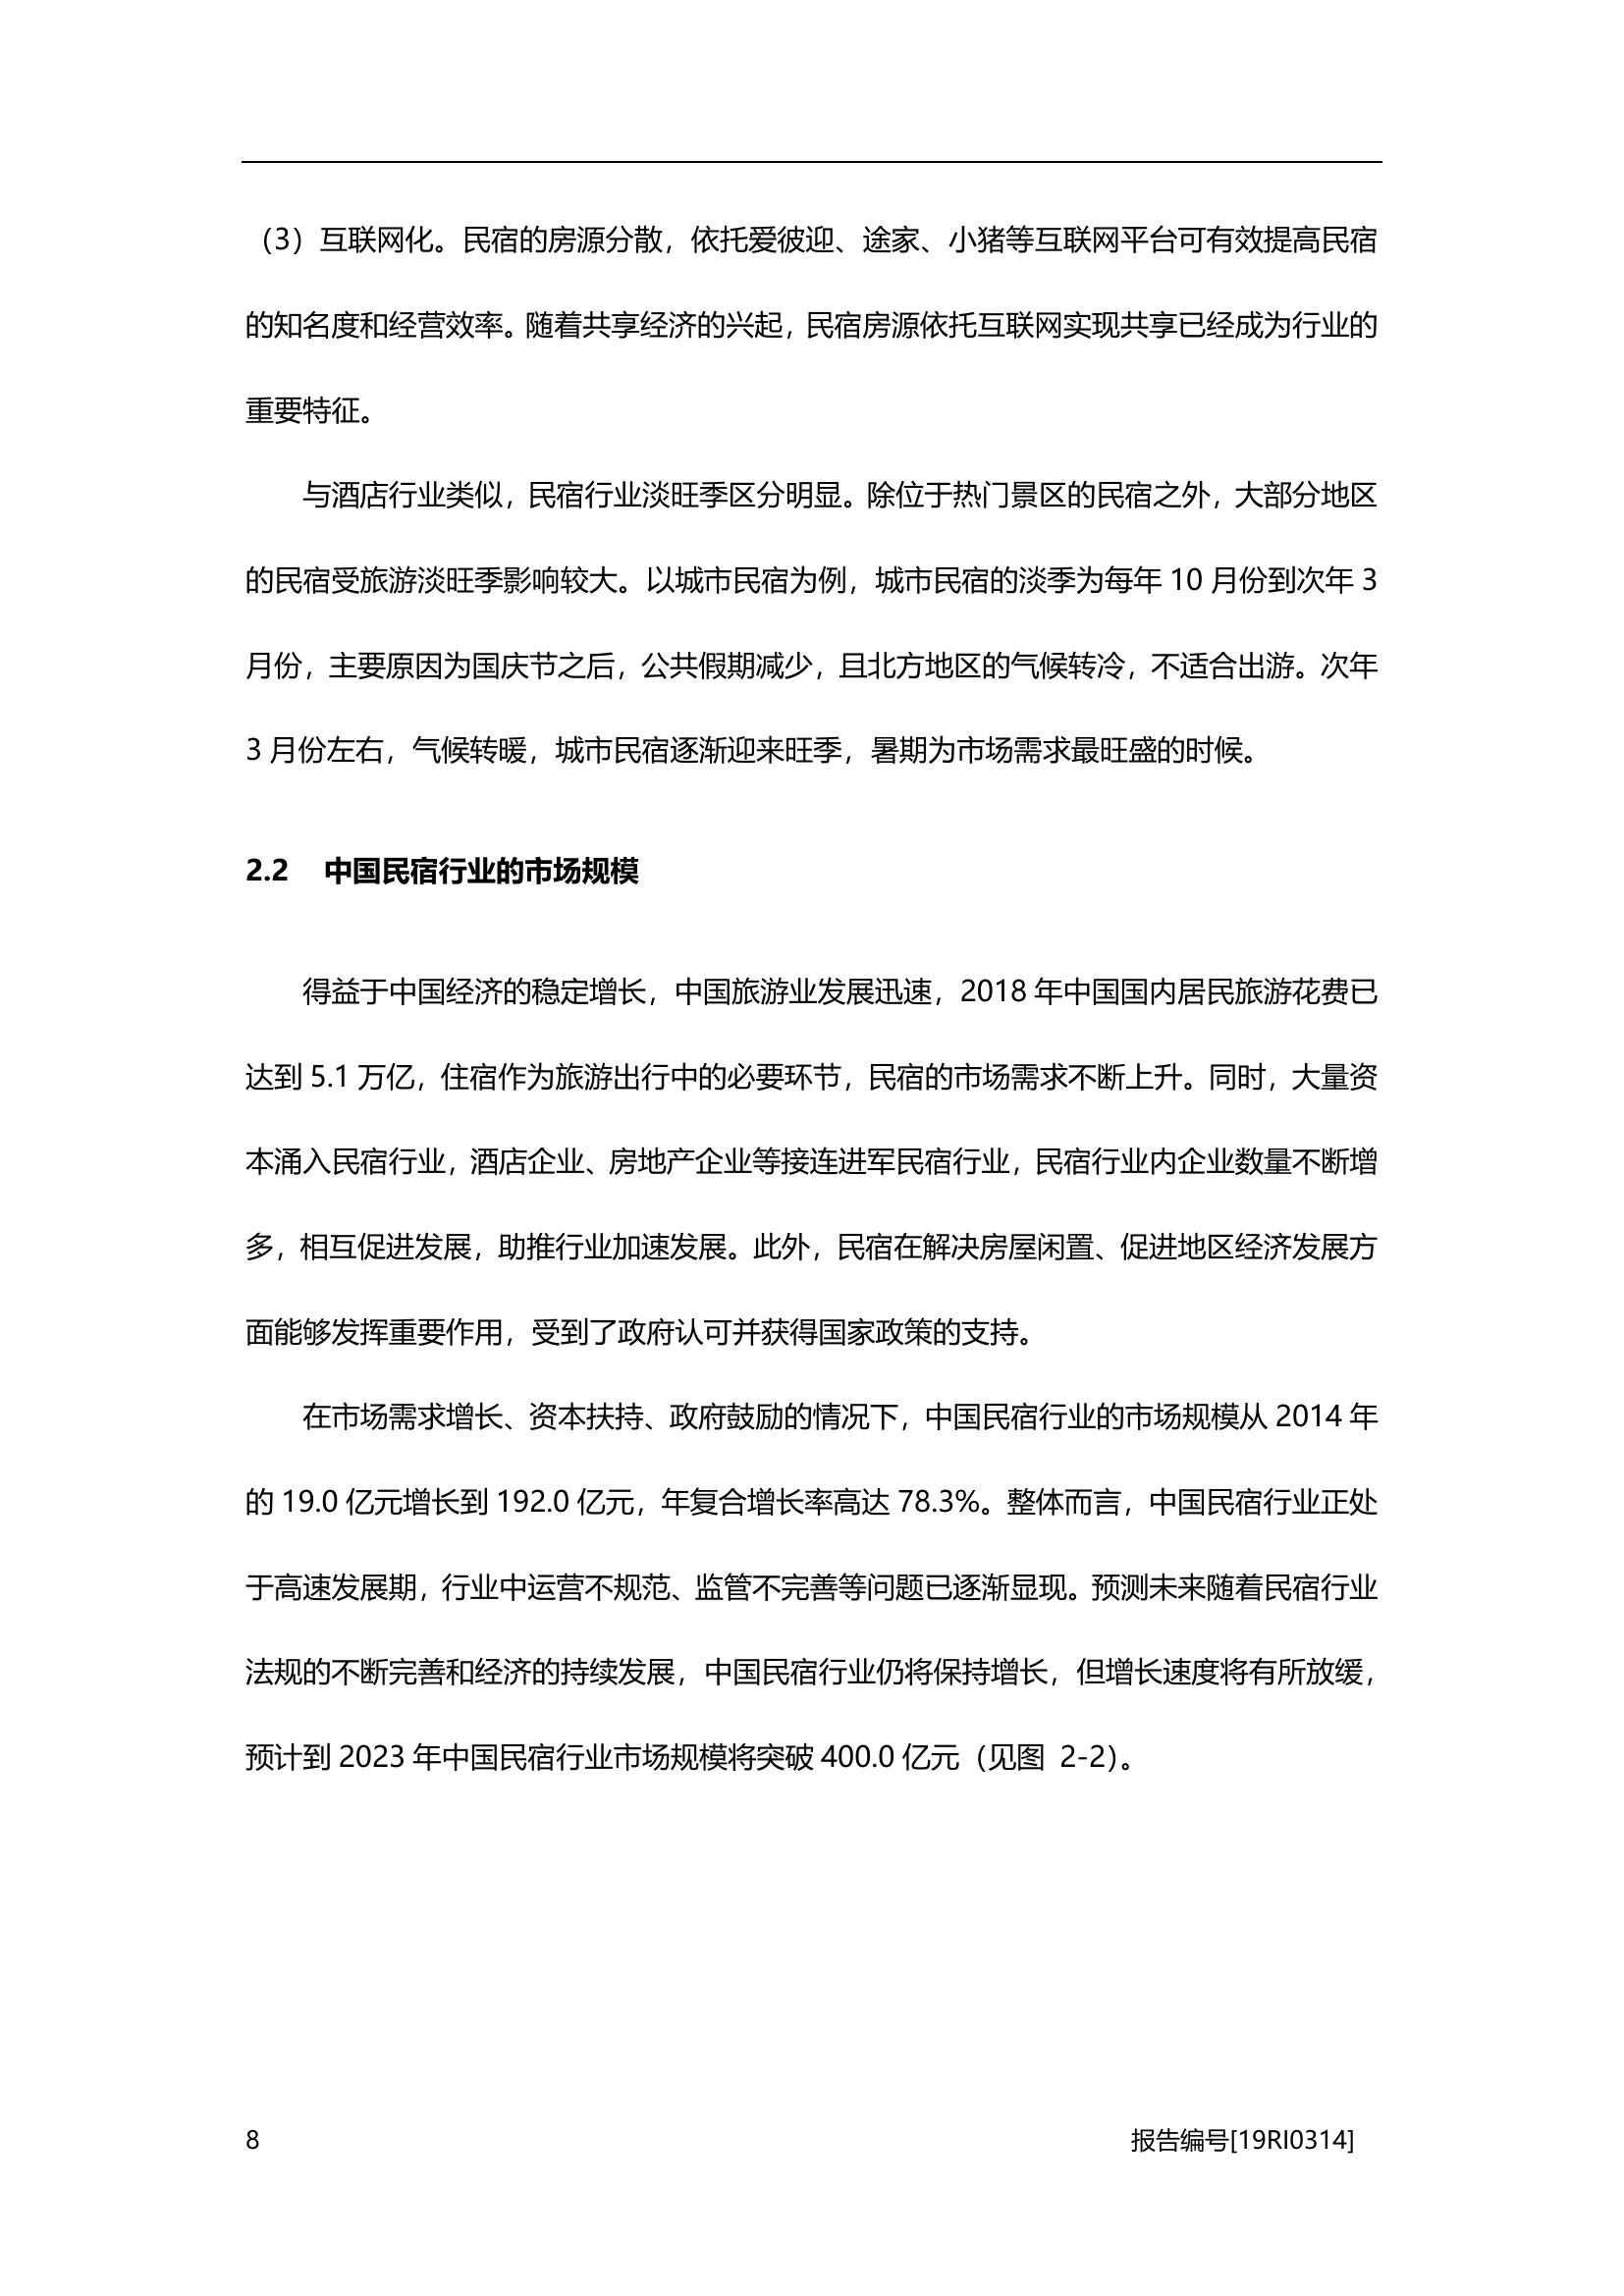 （3）互联网化。民宿的房源分散，依托爱彼迎、途家、小猪等互联网平台可有效提高民宿
的知名度和经营效率。随着共享经济的兴起，民宿房源依托互联网实现共享已经成为行业的
重要特征。
与酒店行业类似，民宿行业淡旺季区分明显。除位于热门景区的民宿之外，大部分地区
的民宿受旅游淡旺季影响较大。以城市民宿为例，城市民宿的淡季为每年 10 月份到次年 3
月份，主要原因为国庆节之后，公共假期减少，且北方地区的气候转冷，不适合出游。次年
3 月份左右，气候转暖，城市民宿逐渐迎来旺季，暑期为市场需求最旺盛的时候。
2.2 中国民宿行业的市场规模
得益于中国经济的稳定增长，中国旅游业发展迅速，2018 年中国国内居民旅游花费已
达到 5.1 万亿，住宿作为旅游出行中的必要环节，民宿的市场需求不断上升。同时，大量资
本涌入民宿行业，酒店企业、房地产企业等接连进军民宿行业，民宿行业内企业数量不断增
多，相互促进发展，助推行业加速发展。此外，民宿在解决房屋闲置、促进地区经济发展方
面能够发挥重要作用，受到了政府认可并获得国家政策的支持。
在市场需求增长、资本扶持、政府鼓励的情况下，中国民宿行业的市场规模从 2014 年
的 19.0 亿元增长到 192.0 亿元，年复合增长率高达 78.3%。整体而言，中国民宿行业正处
于高速发展期，行业中运营不规范、监管不完善等问题已逐渐显现。预测未来随着民宿行业
法规的不断完善和经济的持续发展，中国民宿行业仍将保持增长，但增长速度将有所放缓，
预计到 2023 年中国民宿行业市场规模将突破 400.0 亿元（见图 2-2）。
8 报告编号[19RI0314]